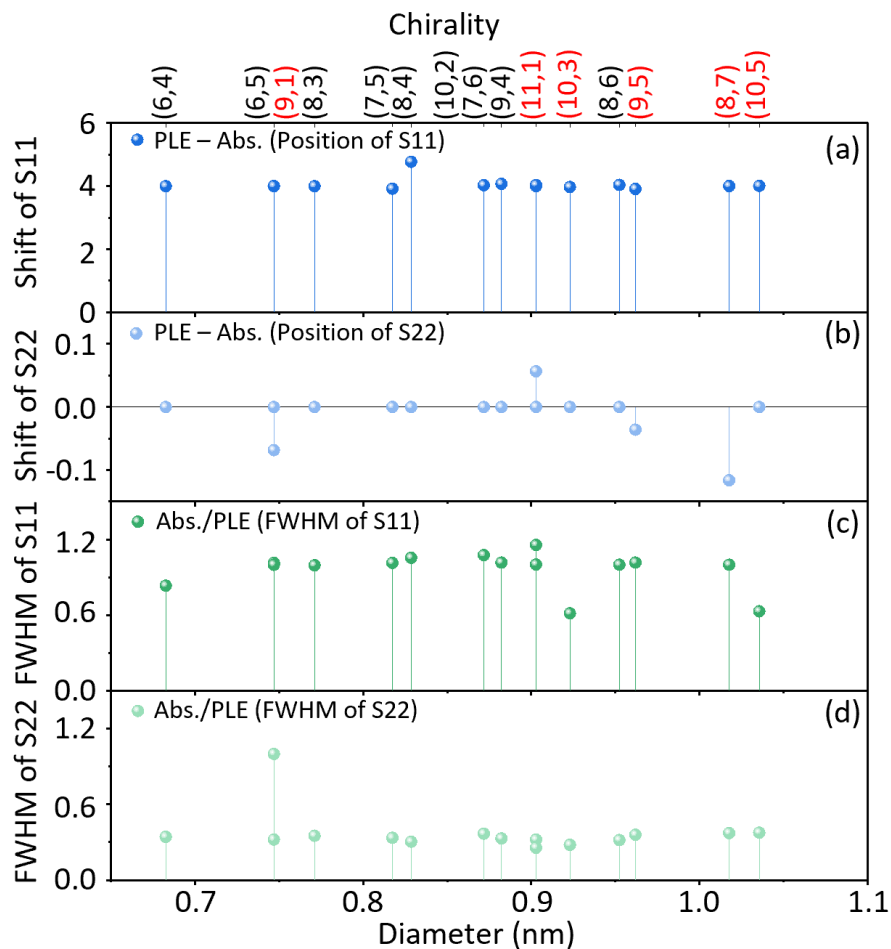 Chirality
(6,4) (6,5) (9,1) (8,3) (7,5) (8,4) (10,2) (7,6) (9,4) (11,1) (10,3) (8,6) (9,5) (8,7) (10,5)
Shift of S11
6
4
2
0
PLE – Abs. (Position of S11)
(a)
Shift of S22
0.1
0.0
-0.1
PLE – Abs. (Position of S22)
(b)
FWHM of S11
1.2
0.6
0.0
Abs./PLE (FWHM of S11)
(c)
FWHM of S22
1.2
0.6
0.0
Abs./PLE (FWHM of S22)
(d)
0.7 0.8 0.9 1.0 1.1
Diameter (nm)